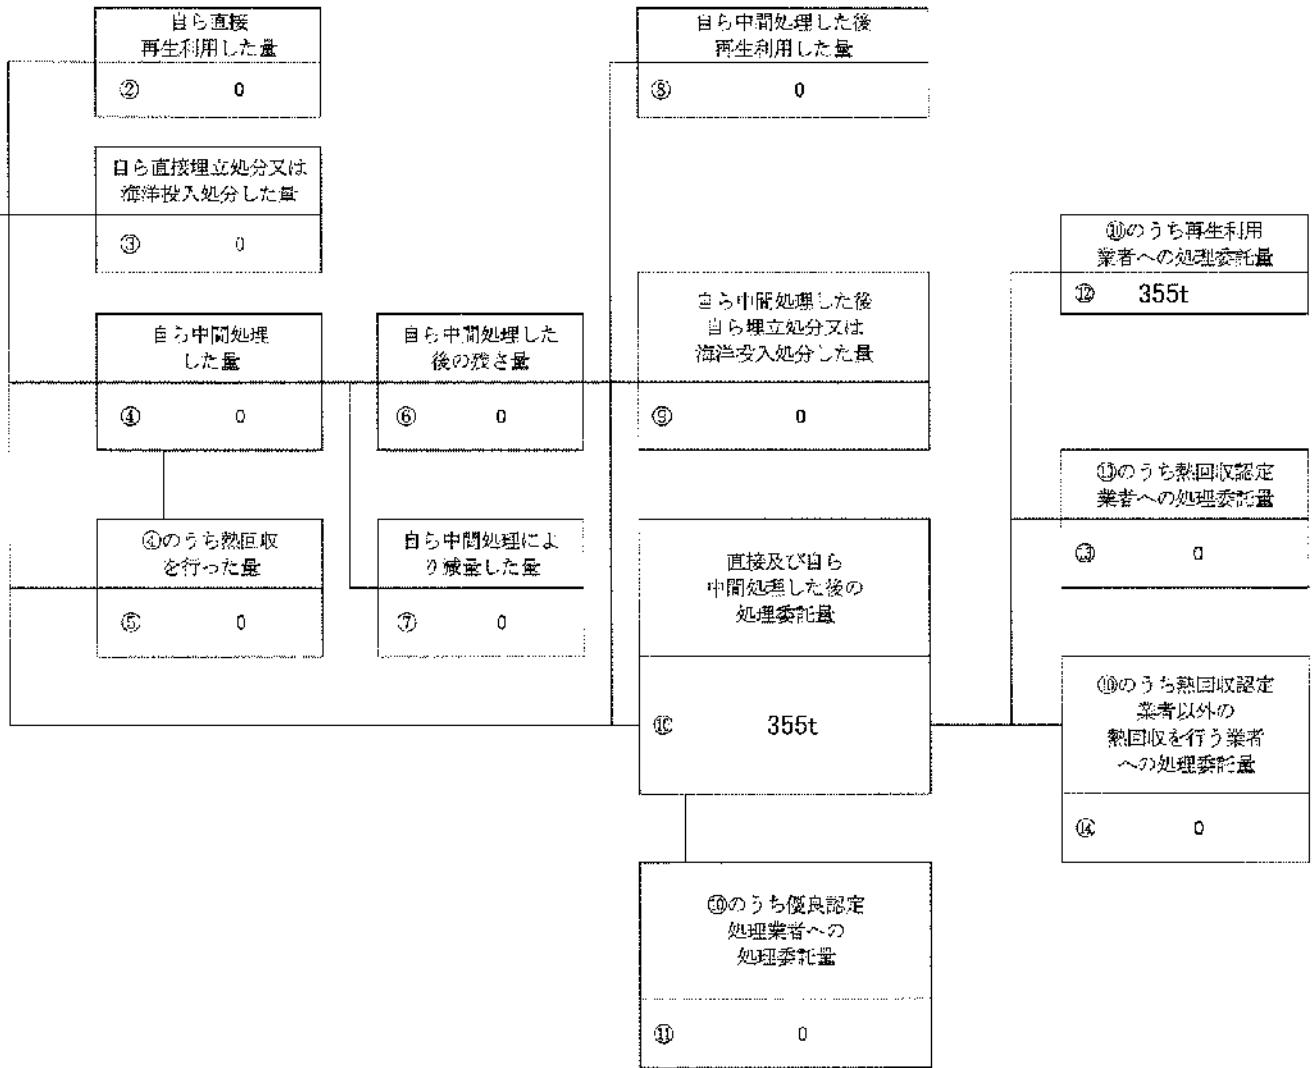 自ら直接
再生利用した量
② 0
自ら中間処理した後
再生利用した量
⑧ 0
自ら直接埋立処分又は
海洋投入処分した量
③ 0
⑩のうち再生利用
業者への処理委託量
⑫ 355t
自ら中間処理
した量
④ 0
自ら中間処理した
後の残さ量
⑥ 0
自ら中間処理した後
自ら埋立処分又は
海洋投入処分した量
⑨ 0
⑩のうち熱回収認定
業者への処理委託量
⑬ 0
④のうち熱回収
を行った量
⑤ 0
自ら中間処理によ
り減量した量
⑦ 0
直接及び自ら
中間処理した後の
処理委託量
⑩ 355t
⑩のうち熱回収認定
業者以外の
熱回収を行う業者
への処理委託量
⑭ 0
⑩のうち優良認定
処理業者への
処理委託量
⑪ 0